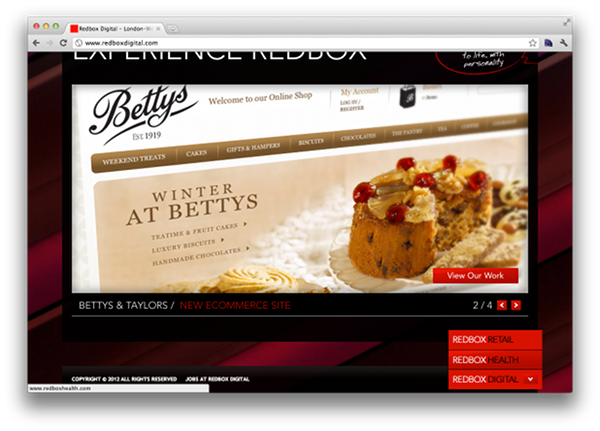 Redbox Digital – London-W
www.redboxdigital.com
EXPERIENCE REDBOX
to life, with
personality
Bettys
EST. 1919
Welcome to our Online Shop
My Account
LOG IN /
REGISTER
WEEKEND TREATS CAKES GIFTS & HAMPERS BISCUITS CHOCOLATES THE PANTRY TEA COFFEE
WINTER
AT BETTYS
TEATIME & FRUIT CAKES
LUXURY BISCUITS
HANDMADE CHOCOLATES
View Our Work
BETTYS & TAYLORS / NEW ECOMMERCE SITE 2 / 4
REDBOX RETAIL
REDBOX HEALTH
REDBOX DIGITAL
COPYRIGHT © 2012 ALL RIGHTS RESERVED JOBS AT REDBOX DIGITAL
www.redboxhealth.com